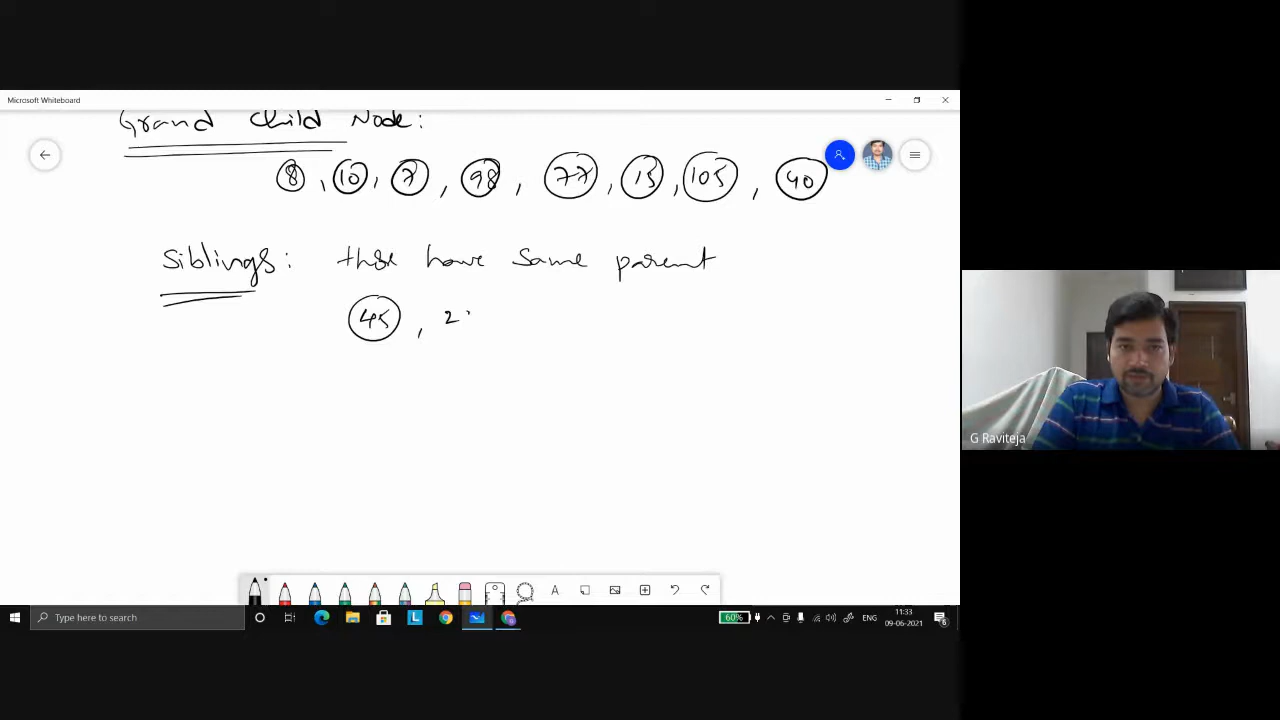 Microsoft Whiteboard
Grand Child Node:
8, 10, 7, 98, 77, 15, 105, 40
Siblings: these have same parent
45, 2
G Raviteja
A
Type here to search
60%
ENG
11:33
09-06-2021
6